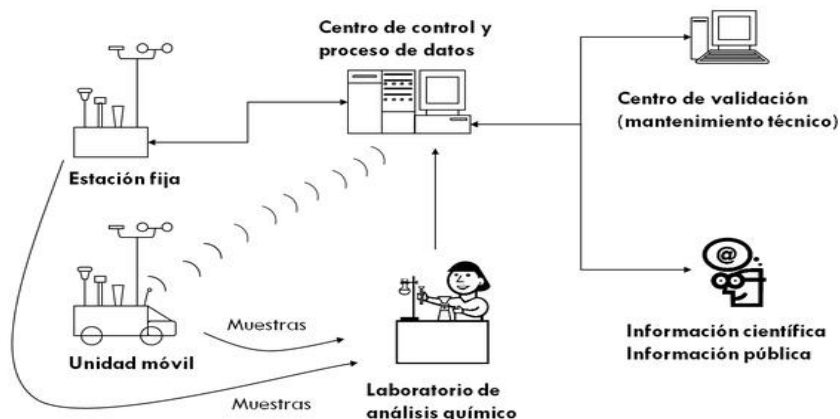 Centro de control y
proceso de datos
Centro de validación
(mantenimiento técnico)
Estación fija
@
Muestras
Unidad móvil
Información científica
Información pública
Laboratorio de
análisis químico
Muestras